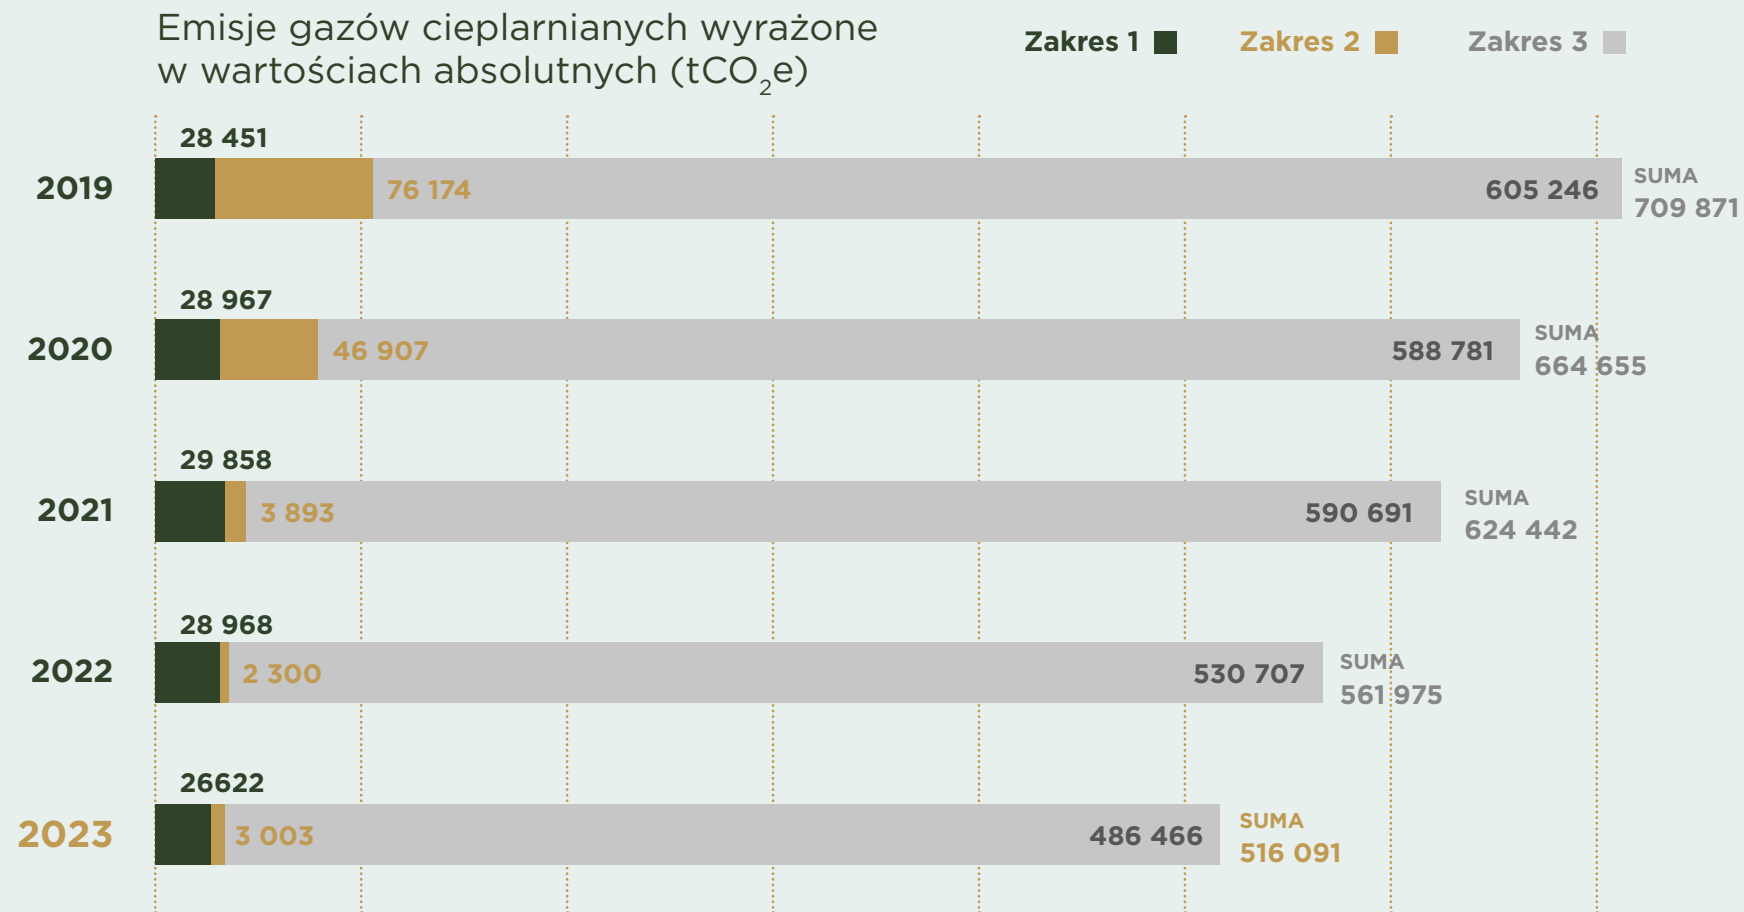 Emisje gazów cieplarnianych wyrażone
w wartościach absolutnych (tCO₂e)
Zakres 1
Zakres 2
Zakres 3
2019
28 451
76 174
605 246
SUMA
709 871
2020
28 967
46 907
588 781
SUMA
664 655
2021
29 858
3 893
590 691
SUMA
624 442
2022
28 968
2 300
530 707
SUMA
561 975
2023
26622
3 003
486 466
SUMA
516 091